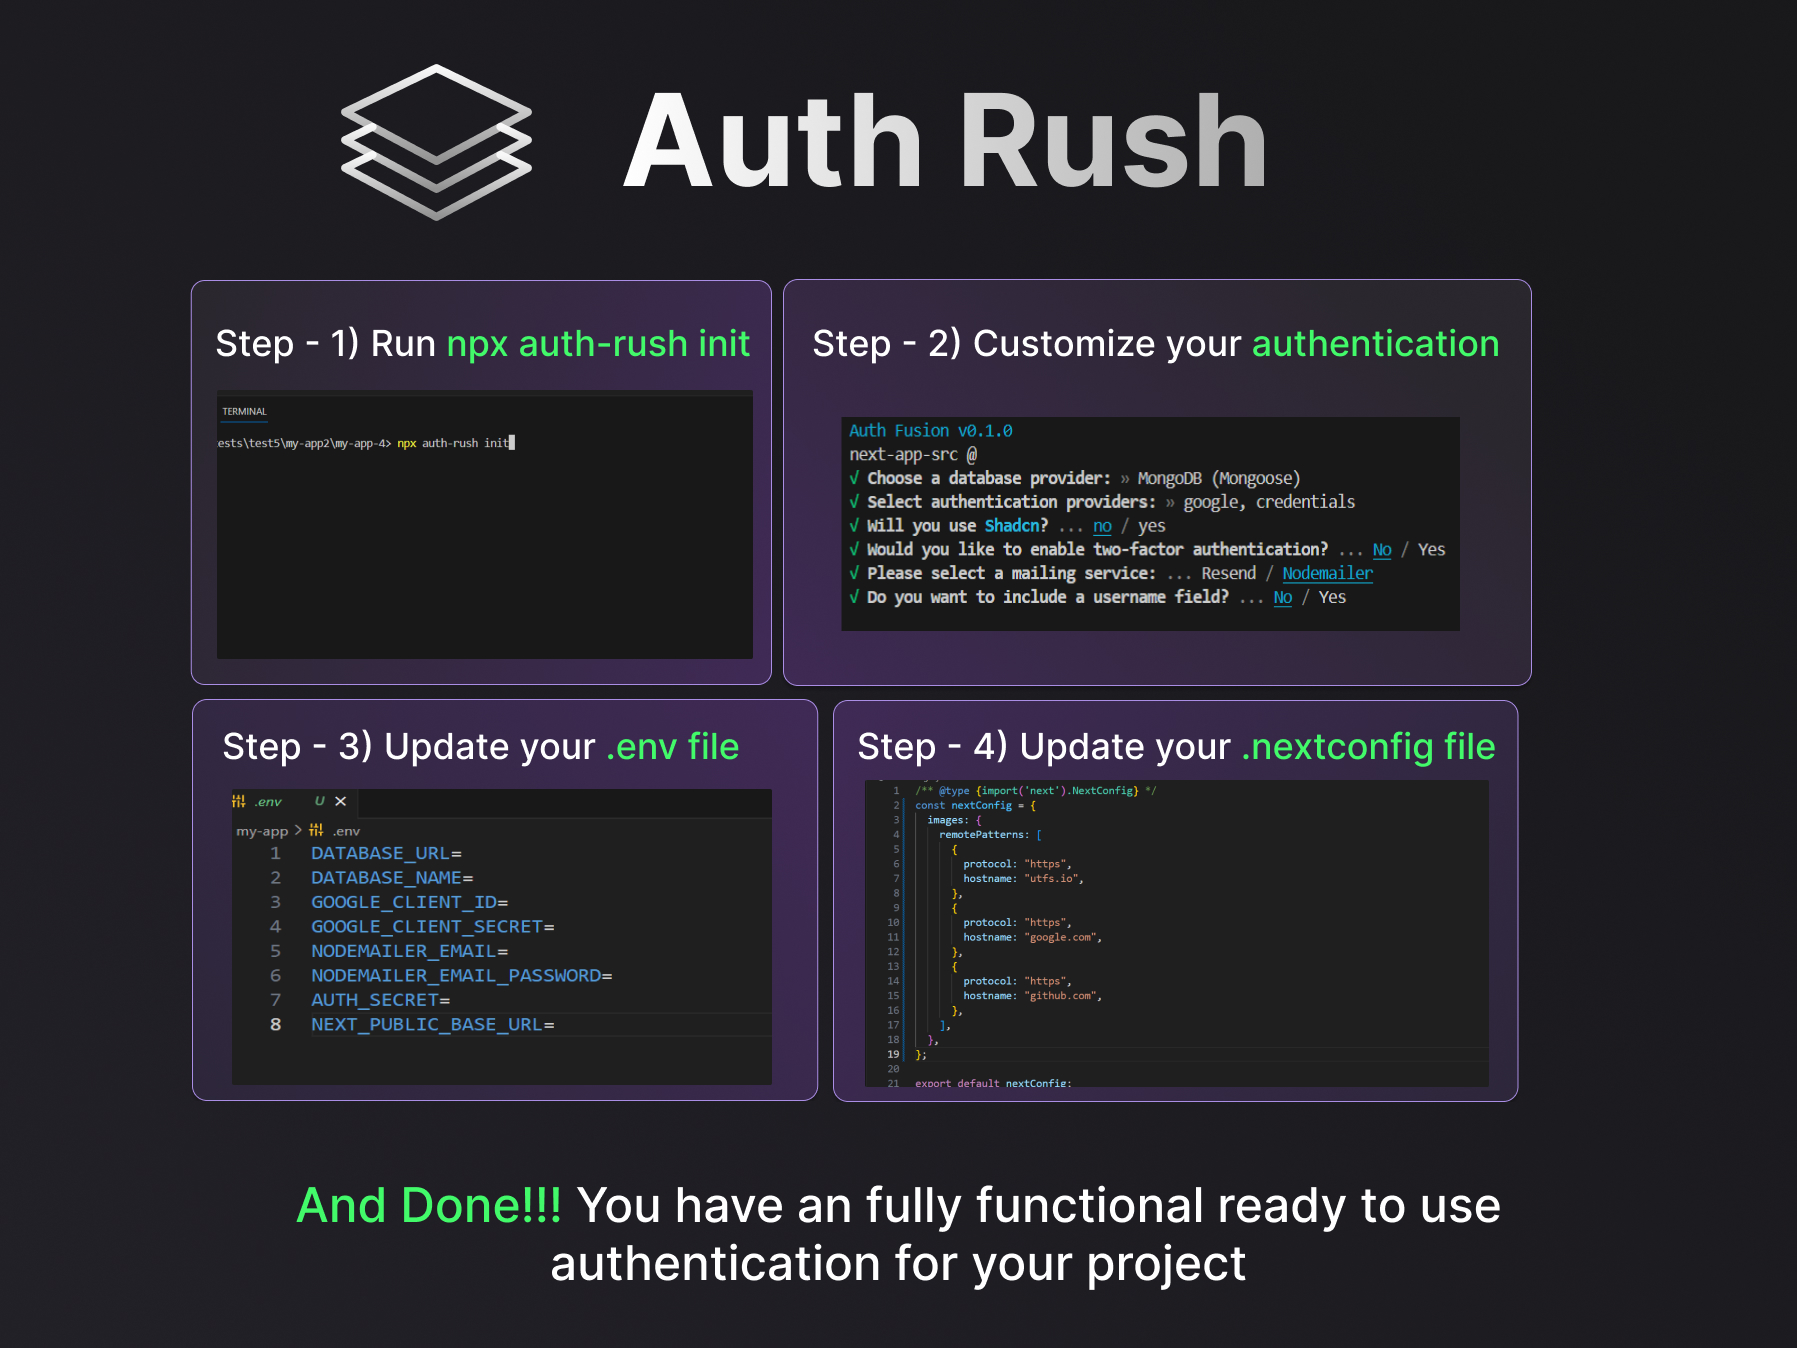 Auth Rush
Step - 1) Run npx auth-rush init
TERMINAL
ests\test5\my-app2\my-app-4> npx auth-rush init
Step - 2) Customize your authentication
Auth Fusion v0.1.0
next-app-src @
√ Choose a database provider: » MongoDB (Mongoose)
√ Select authentication providers: » google, credentials
√ Will you use Shadcn? ... no / yes
√ Would you like to enable two-factor authentication? ... No / Yes
√ Please select a mailing service: ... Resend / Nodemailer
√ Do you want to include a username field? ... No / Yes
Step - 3) Update your .env file
.env U ×
my-app > .env
1 DATABASE_URL=
2 DATABASE_NAME=
3 GOOGLE_CLIENT_ID=
4 GOOGLE_CLIENT_SECRET=
5 NODEMAILER_EMAIL=
6 NODEMAILER_EMAIL_PASSWORD=
7 AUTH_SECRET=
8 NEXT_PUBLIC_BASE_URL=
Step - 4) Update your .nextconfig file
1 /** @type {import('next').NextConfig} */
2 const nextConfig = {
3 images: {
4 remotePatterns: [
5 {
6 protocol: "https",
7 hostname: "utfs.io",
8 },
9 {
10 protocol: "https",
11 hostname: "google.com",
12 },
13 {
14 protocol: "https",
15 hostname: "github.com",
16 },
17 ],
18 },
19 };
20
21 export default nextConfig;
And Done!!! You have an fully functional ready to use
authentication for your project